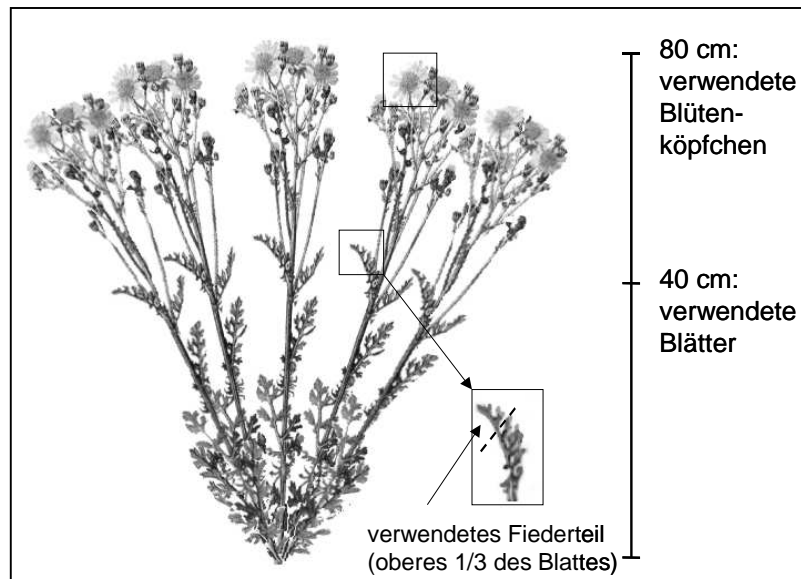 80 cm:
verwendete
Blüten-
köpfchen
40 cm:
verwendete
Blätter
verwendetes Fiederteil
(oberes 1/3 des Blattes)